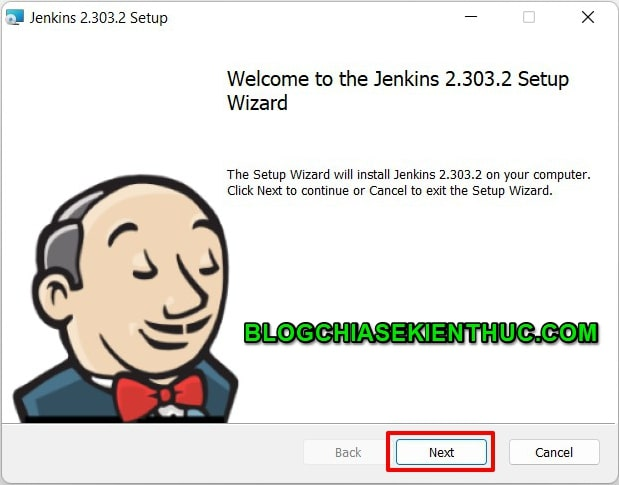 Jenkins 2.303.2 Setup
Welcome to the Jenkins 2.303.2 Setup
Wizard
The Setup Wizard will install Jenkins 2.303.2 on your computer.
Click Next to continue or Cancel to exit the Setup Wizard.
BLOGCHIASEKIENTHUC.COM
Back
Next
Cancel